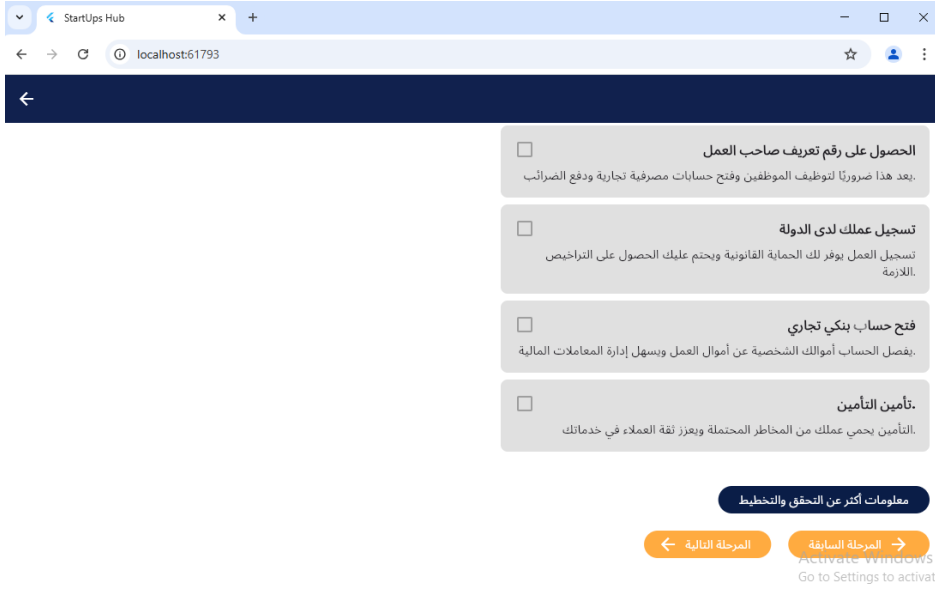 StartUps Hub
localhost:61793
الحصول على رقم تعريف صاحب العمل
.يعد هذا ضروريًا لتوظيف الموظفين وفتح حسابات مصرفية تجارية ودفع الضرائب
تسجيل عملك لدى الدولة
تسجيل العمل يوفر لك الحماية القانونية ويحتم عليك الحصول على التراخيص
.اللازمة
فتح حساب بنكي تجاري
.يفصل الحساب أموالك الشخصية عن أموال العمل ويسهل إدارة المعاملات المالية
.تأمين التأمين
.التأمين يحمي عملك من المخاطر المحتملة ويعزز ثقة العملاء في خدماتك
معلومات أكثر عن التحقق والتخطيط
المرحلة السابقة
المرحلة التالية
Activate Windows
Go to Settings to activat